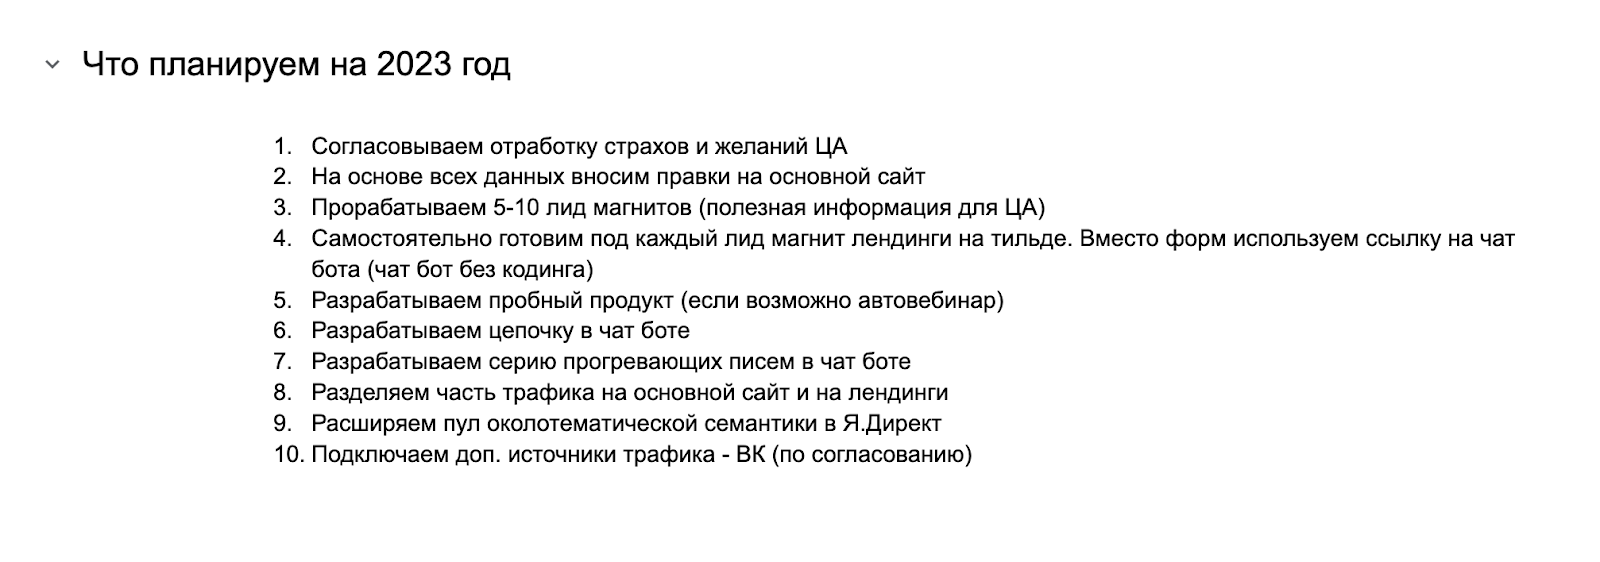 Что планируем на 2023 год
1. Согласовываем отработку страхов и желаний ЦА
2. На основе всех данных вносим правки на основной сайт
3. Прорабатываем 5-10 лид магнитов (полезная информация для ЦА)
4. Самостоятельно готовим под каждый лид магнит лендинги на тильде. Вместо форм используем ссылку на чат
бота (чат бот без кодинга)
5. Разрабатываем пробный продукт (если возможно автовебинар)
6. Разрабатываем цепочку в чат боте
7. Разрабатываем серию прогревающих писем в чат боте
8. Разделяем часть трафика на основной сайт и на лендинги
9. Расширяем пул околотематической семантики в Я.Директ
10. Подключаем доп. источники трафика - ВК (по согласованию)